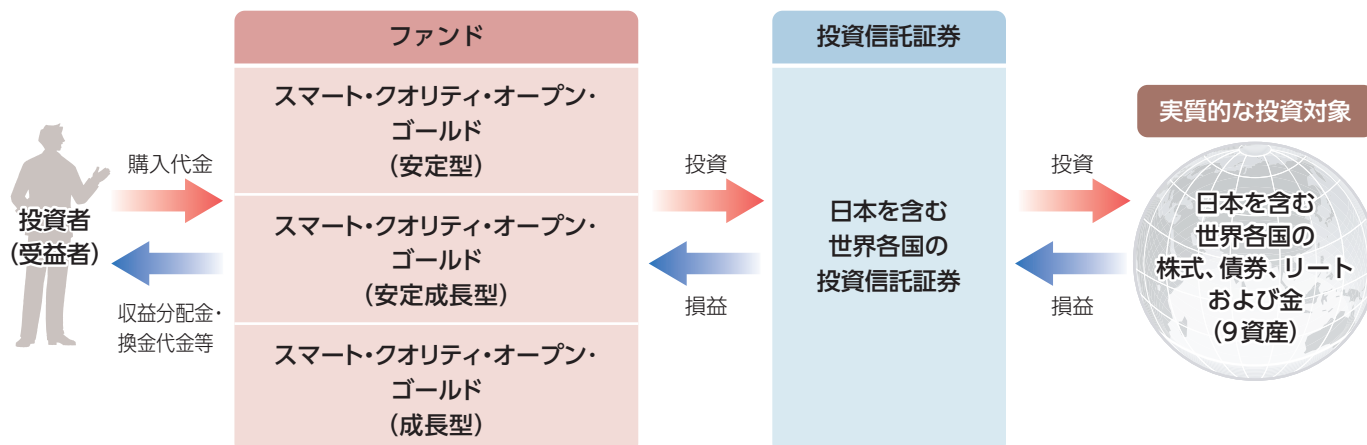 投資者
(受益者)
購入代金
収益分配金・
換金代金等
ファンド
スマート・クオリティ・オープン・
ゴールド
(安定型)
スマート・クオリティ・オープン・
ゴールド
(安定成長型)
スマート・クオリティ・オープン・
ゴールド
(成長型)
投資
損益
投資信託証券
日本を含む
世界各国の
投資信託証券
投資
損益
実質的な投資対象
日本を含む
世界各国の
株式、債券、リート
および金
(9資産)